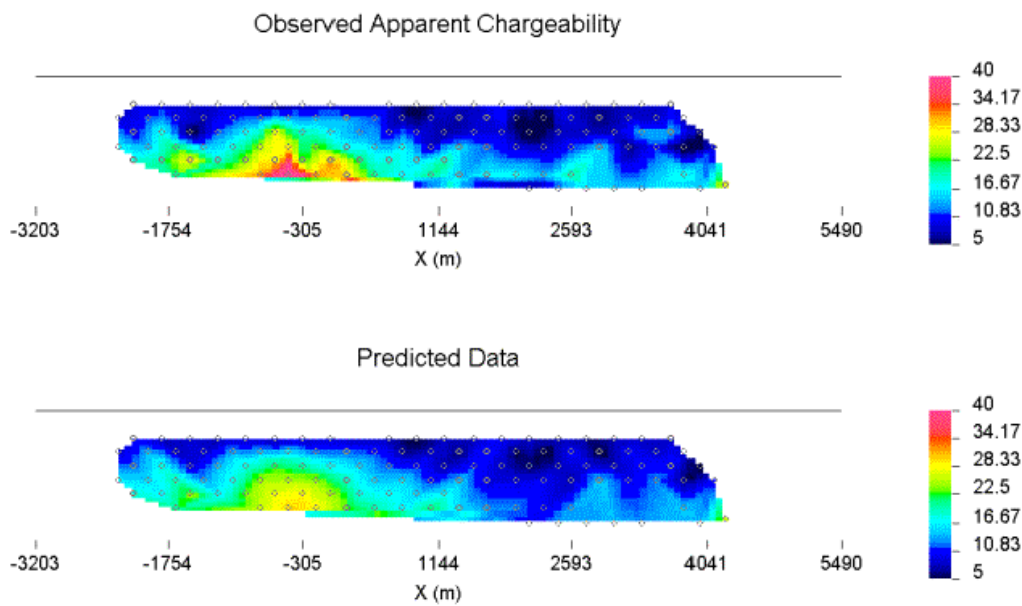 Observed Apparent Chargeability
40
34.17
28.33
22.5
16.67
10.83
5
-3203 -1754 -305 1144 2593 4041 5490
X (m)
Predicted Data
40
34.17
28.33
22.5
16.67
10.83
5
-3203 -1754 -305 1144 2593 4041 5490
X (m)